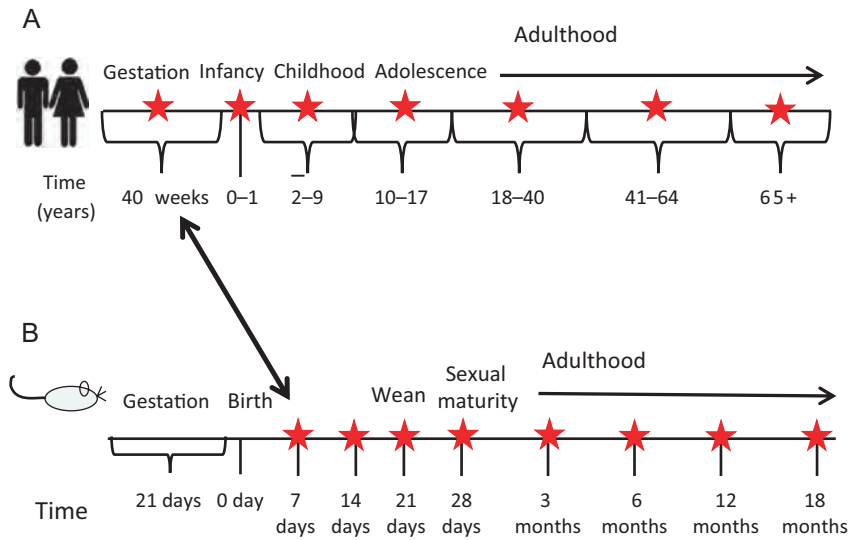 A
Adulthood
Gestation Infancy Childhood Adolescence
Time
(years)
40 weeks 0–1 2–9 10–17 18–40 41–64 65+
B
Adulthood
Sexual
maturity
Gestation Birth Wean
Time
21 days 0 day 7 14 21 28 3 6 12 18
days days days days months months months months